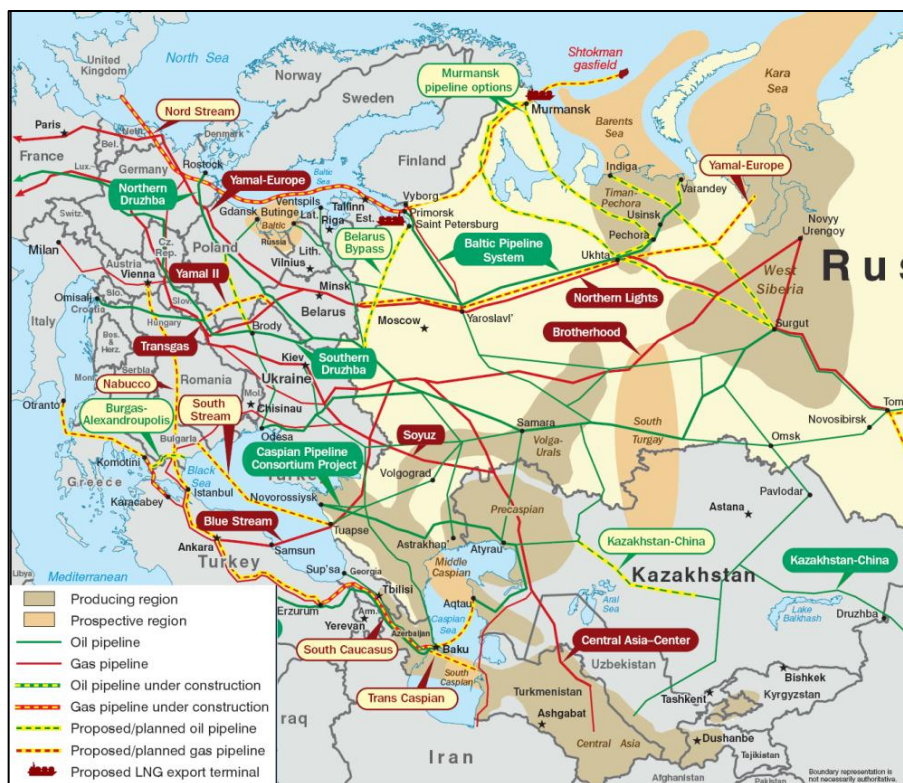 North Sea
Norway
Sweden
Finland
United
Kingdom
Murmansk
pipeline options
Shtokman
gasfield
Kara
Sea
Murmansk
Barents
Sea
Nord Stream
Paris
France
Neth.
Bel.
Lux.
Germany
Denmark
Rostock
Baltic
Sea
Northern
Druzhba
Yamal-Europe
Ventspils
Tallinn
Est.
Vyborg
Primorsk
Saint Petersburg
Gdansk
Butinge
Lat.
Riga
Baltic
Russia
Lith.
Vilnius
Belarus
Bypass
Baltic Pipeline
System
Indiga
Varandey
Timan-
Pechora
Usinsk
Pechora
Ukhta
Yamal-Europe
Novyy
Urengoy
West
Siberia
Rus
Switz.
Milan
Austria
Vienna
Cz.
Rep.
Poland
Yamal II
Minsk
Belarus
Moscow
Yaroslavl'
Northern Lights
Brotherhood
Surgut
Italy
Omisalj
Slo.
Croatia
Slov.
Hungary
Transgas
Brody
Kiev
Ukraine
Southern
Druzhba
Bos.
& Herz.
Serbia
Nabucco
Romania
Mol.
Chisinau
South
Stream
Odesa
Otranto
Burgas-
Alexandroupolis
Bulgaria
Caspian Pipeline
Consortium Project
Soyuz
Samara
Volga-
Urals
South
Turgay
Omsk
Novosibirsk
Tom
Volgograd
Komotini
Greece
Black
Sea
Istanbul
Karacabey
Novorossiysk
Tuapse
Precaspian
Pavlodar
Astana
Blue Stream
Ankara
Turkey
Samsun
Astrakhan'
Atyrau
Kazakhstan-China
Kazakhstan
Kazakhstan-China
Mediterranean
Libya
Sup'sa
Georgia
Tbilisi
Middle
Caspian
Aqtau
Caspian
Sea
Aral
Sea
Lake
Balkhash
Druzhba
Erzurum
Am.
Yerevan
Azerbaijan
South Caucasus
Baku
South
Caspian
Trans Caspian
Central Asia–Center
Uzbekistan
Turkmenistan
Ashgabat
Central Asia
Tashkent
Bishkek
Kyrgyzstan
Dushanbe
Tajikistan
Afghanistan
Pakistan
Iran
raq
Producing region
Prospective region
Oil pipeline
Gas pipeline
Oil pipeline under construction
Gas pipeline under construction
Proposed/planned oil pipeline
Proposed/planned gas pipeline
Proposed LNG export terminal
Boundary representation is
not necessarily authoritative.